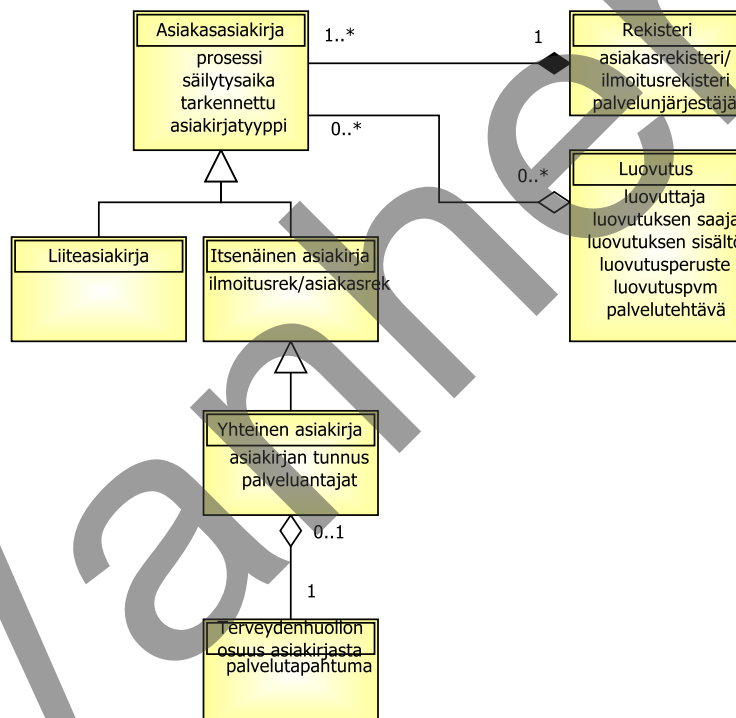 Asiakasasiakirja
prosessi
säilytysaika
tarkennettu
asiakirjatyyppi
1..*
1
0..*
0..*
Rekisteri
asiakasrekisteri/
ilmoitusrekisteri
palvelunjärjestäjä
Luovutus
luovuttaja
luovutuksen saaja
luovutuksen sisältö
luovutusperuste
luovutuspvm
palvelutehtävä
Liiteasiakirja
Itsenäinen asiakirja
ilmoitusrek/asiakasrek
Yhteinen asiakirja
asiakirjan tunnus
palveluantajat
0..1
1
Terveydenhuollon
osuus asiakirjasta
palvelutapahtuma